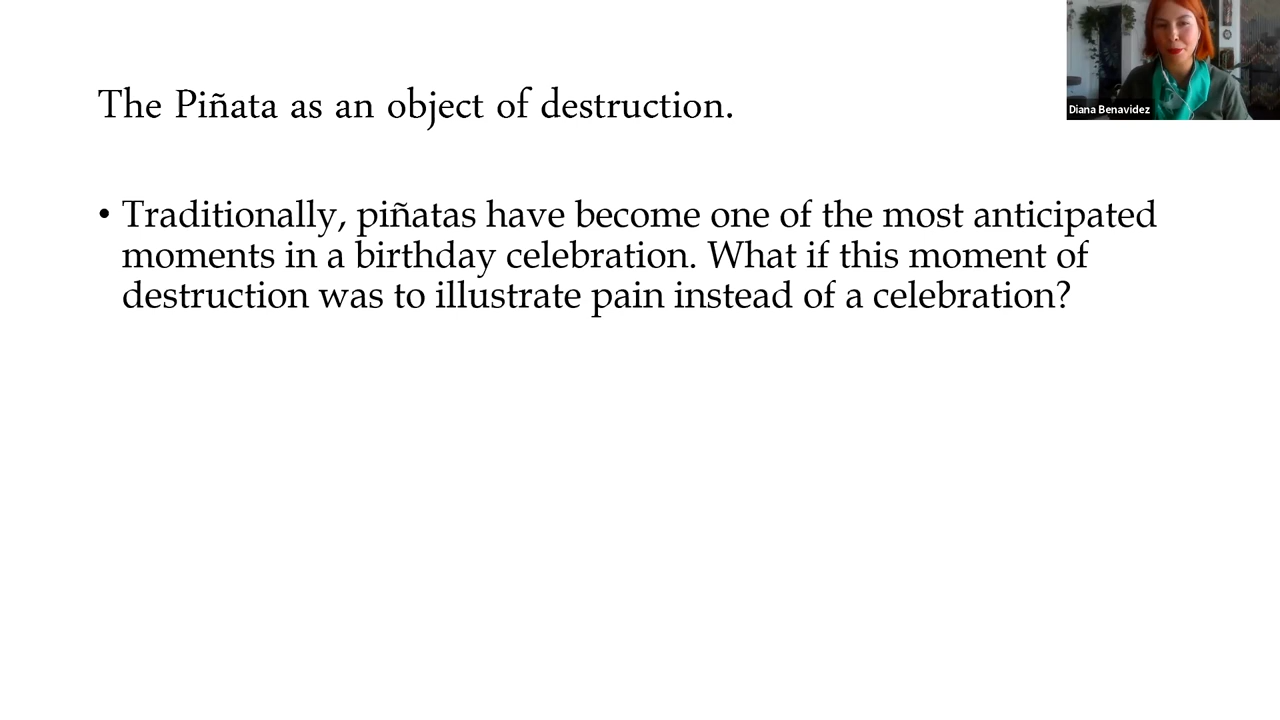 The Piñata as an object of destruction.
Diana Benavidez
• Traditionally, piñatas have become one of the most anticipated
moments in a birthday celebration. What if this moment of
destruction was to illustrate pain instead of a celebration?